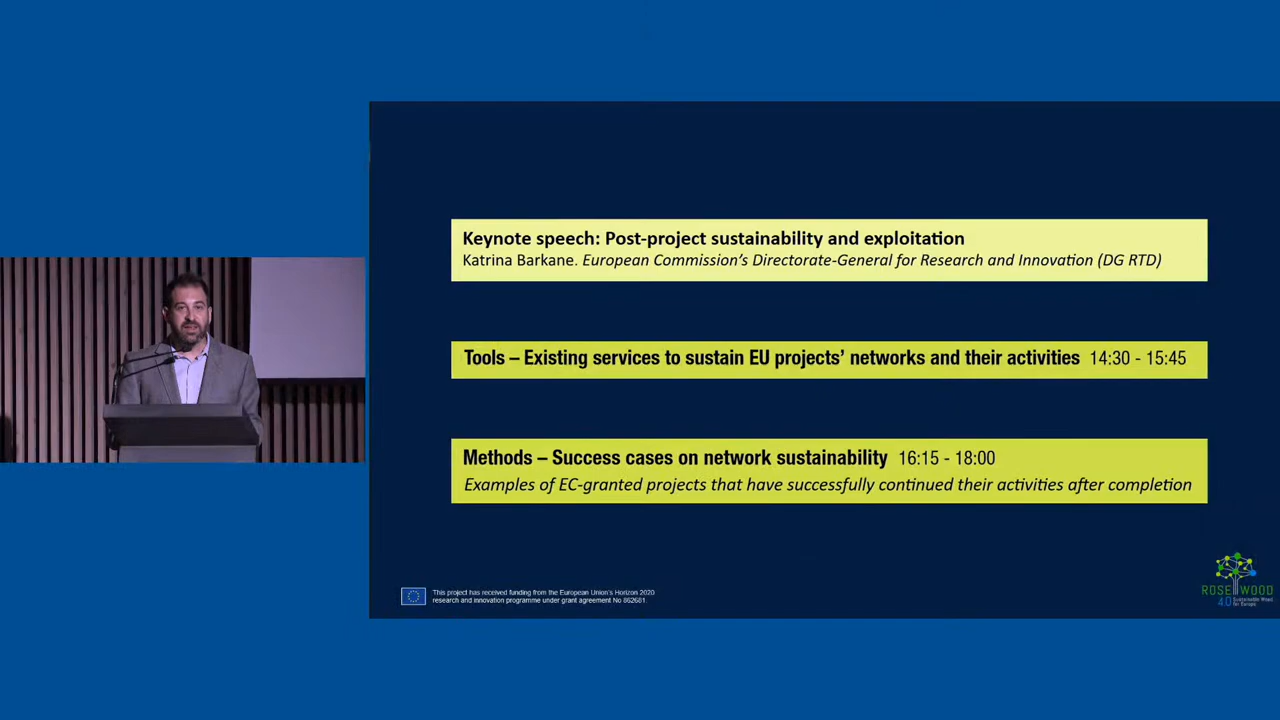 Keynote speech: Post-project sustainability and exploitation
Katrina Barkane. European Commission's Directorate-General for Research and Innovation (DG RTD)
Tools – Existing services to sustain EU projects' networks and their activities 14:30 - 15:45
Methods – Success cases on network sustainability 16:15 - 18:00
Examples of EC-granted projects that have successfully continued their activities after completion
This project has received funding from the European Union's Horizon 2020
research and innovation programme under grant agreement No 862681.
ROSEWOOD
4.0 Sustainable Wood
for Europe